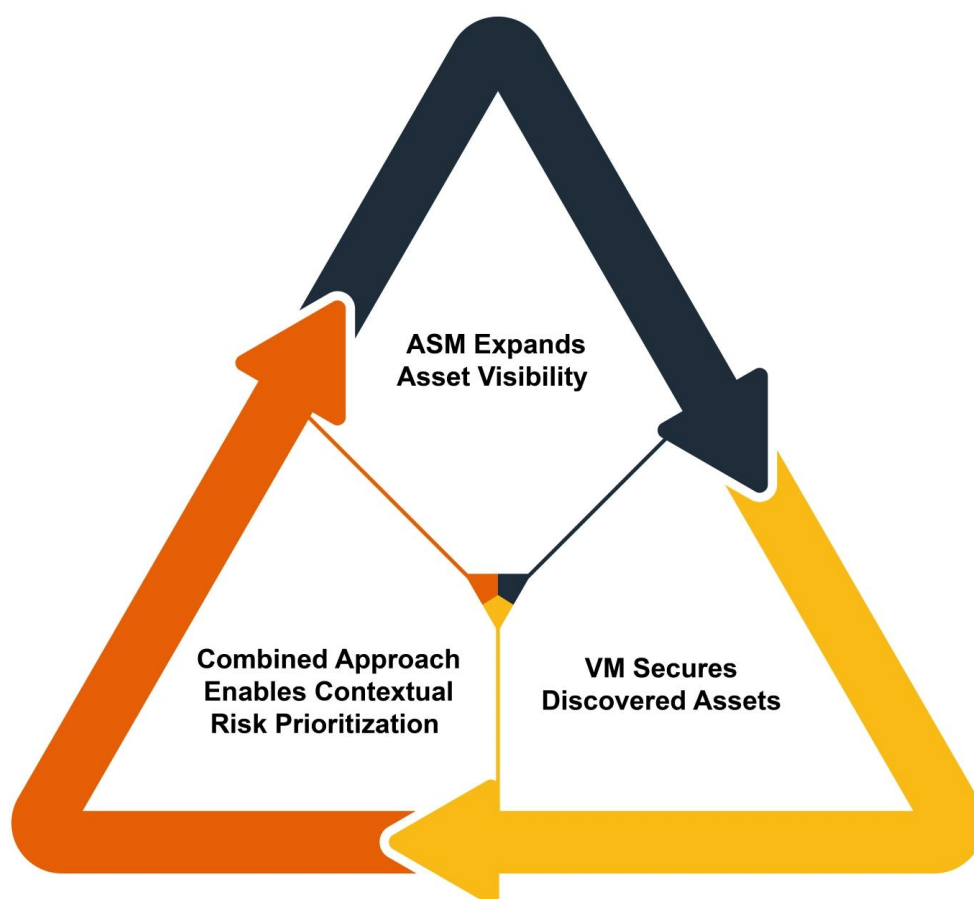 ASM Expands
Asset Visibility
Combined Approach
Enables Contextual
Risk Prioritization
VM Secures
Discovered Assets